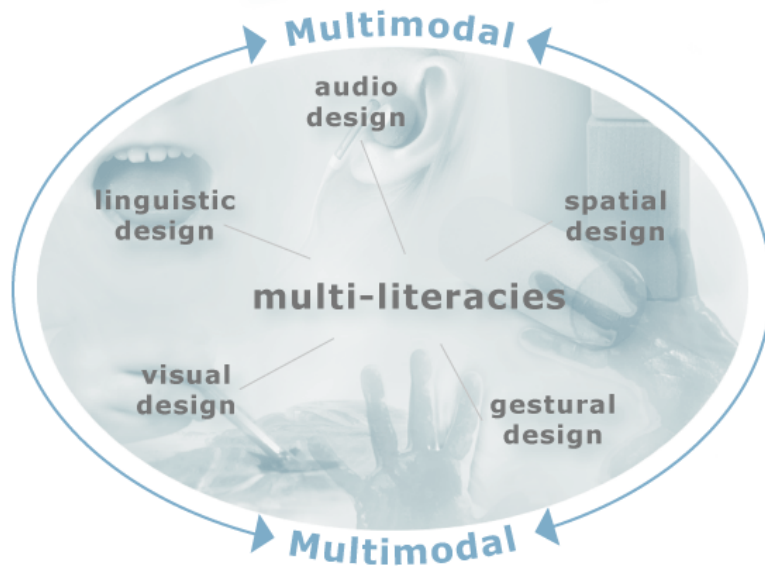 Multimodal
audio
design
linguistic
design
spatial
design
multi-literacies
visual
design
gestural
design
Multimodal